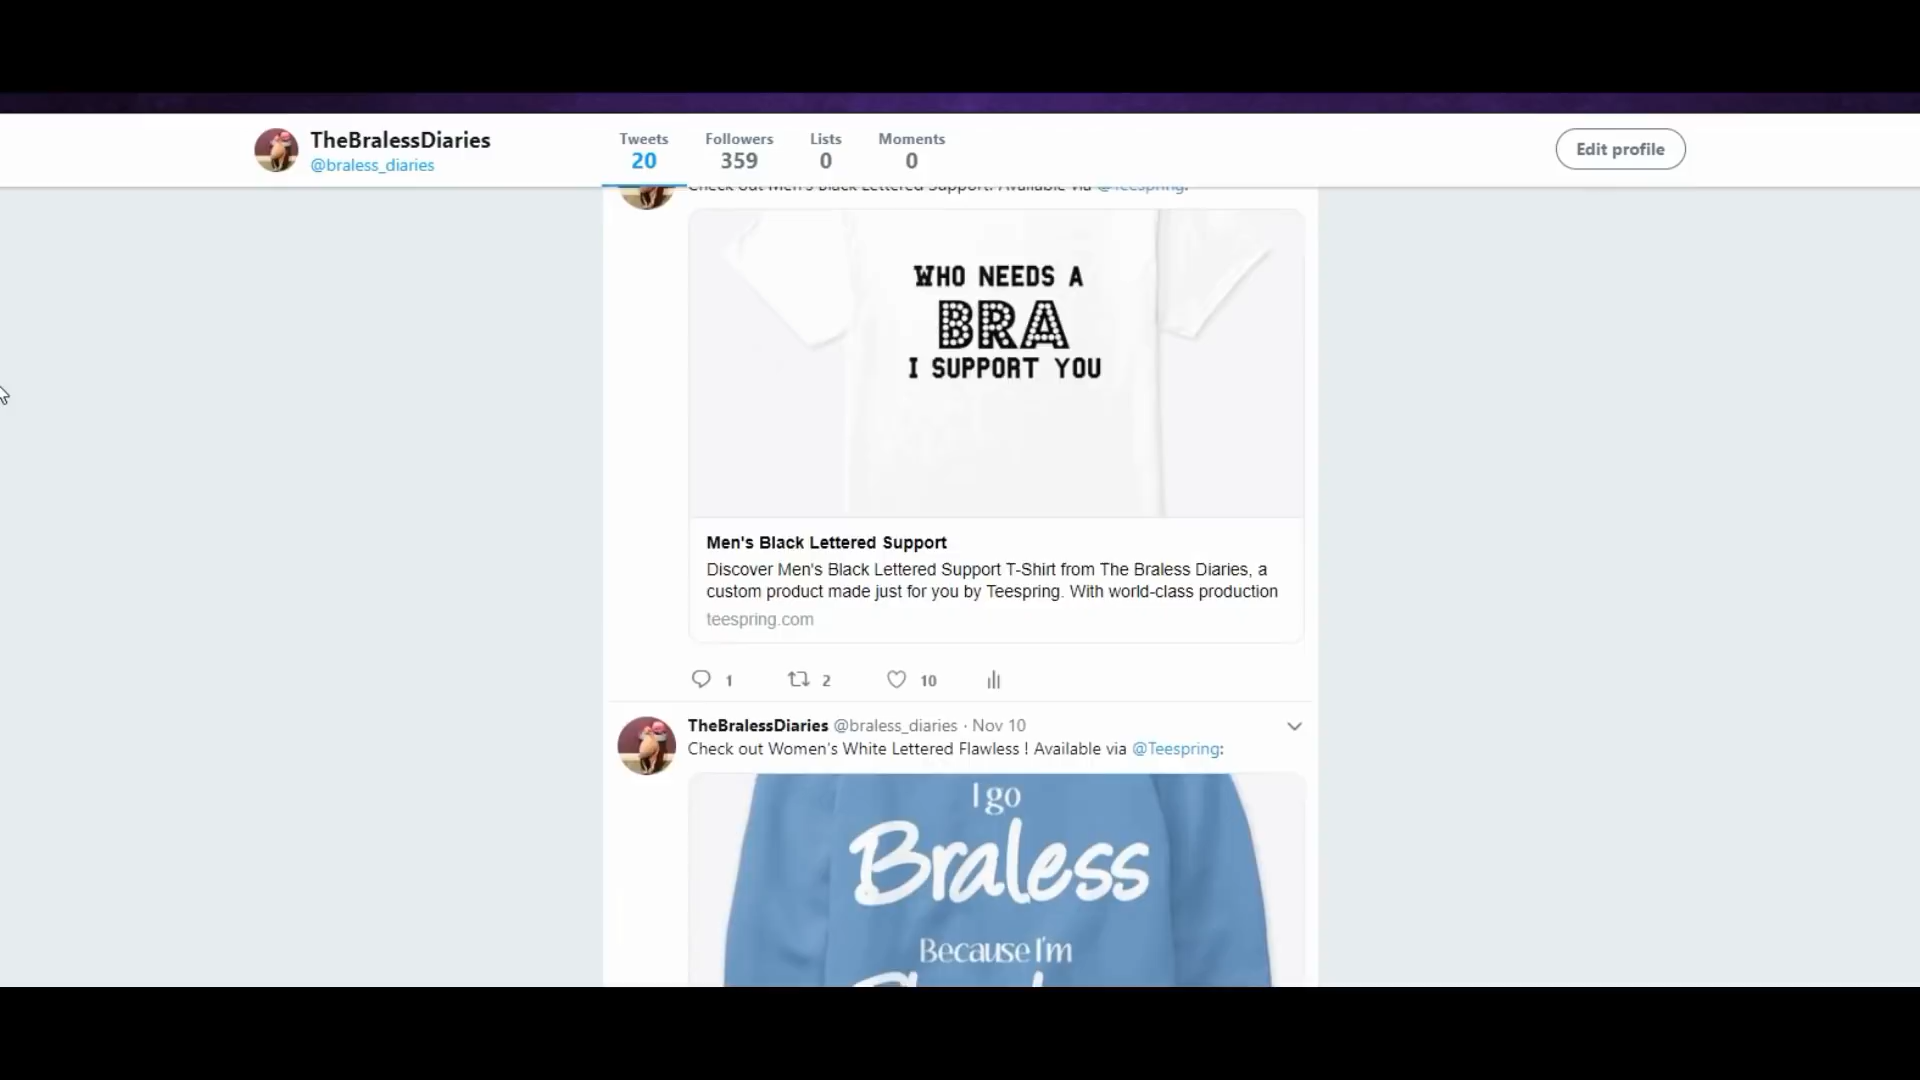 TheBralessDiaries
@braless_diaries
Tweets
20
Followers
359
Lists
0
Moments
0
Edit profile
Check out Men's Black Lettered Support! Available via @Teespring:
WHO NEEDS A
BRA
I SUPPORT YOU
Men's Black Lettered Support
Discover Men's Black Lettered Support T-Shirt from The Braless Diaries, a
custom product made just for you by Teespring. With world-class production
teespring.com
1
2
10
TheBralessDiaries @braless_diaries · Nov 10
Check out Women's White Lettered Flawless ! Available via @Teespring:
I go
Braless
Because I'm